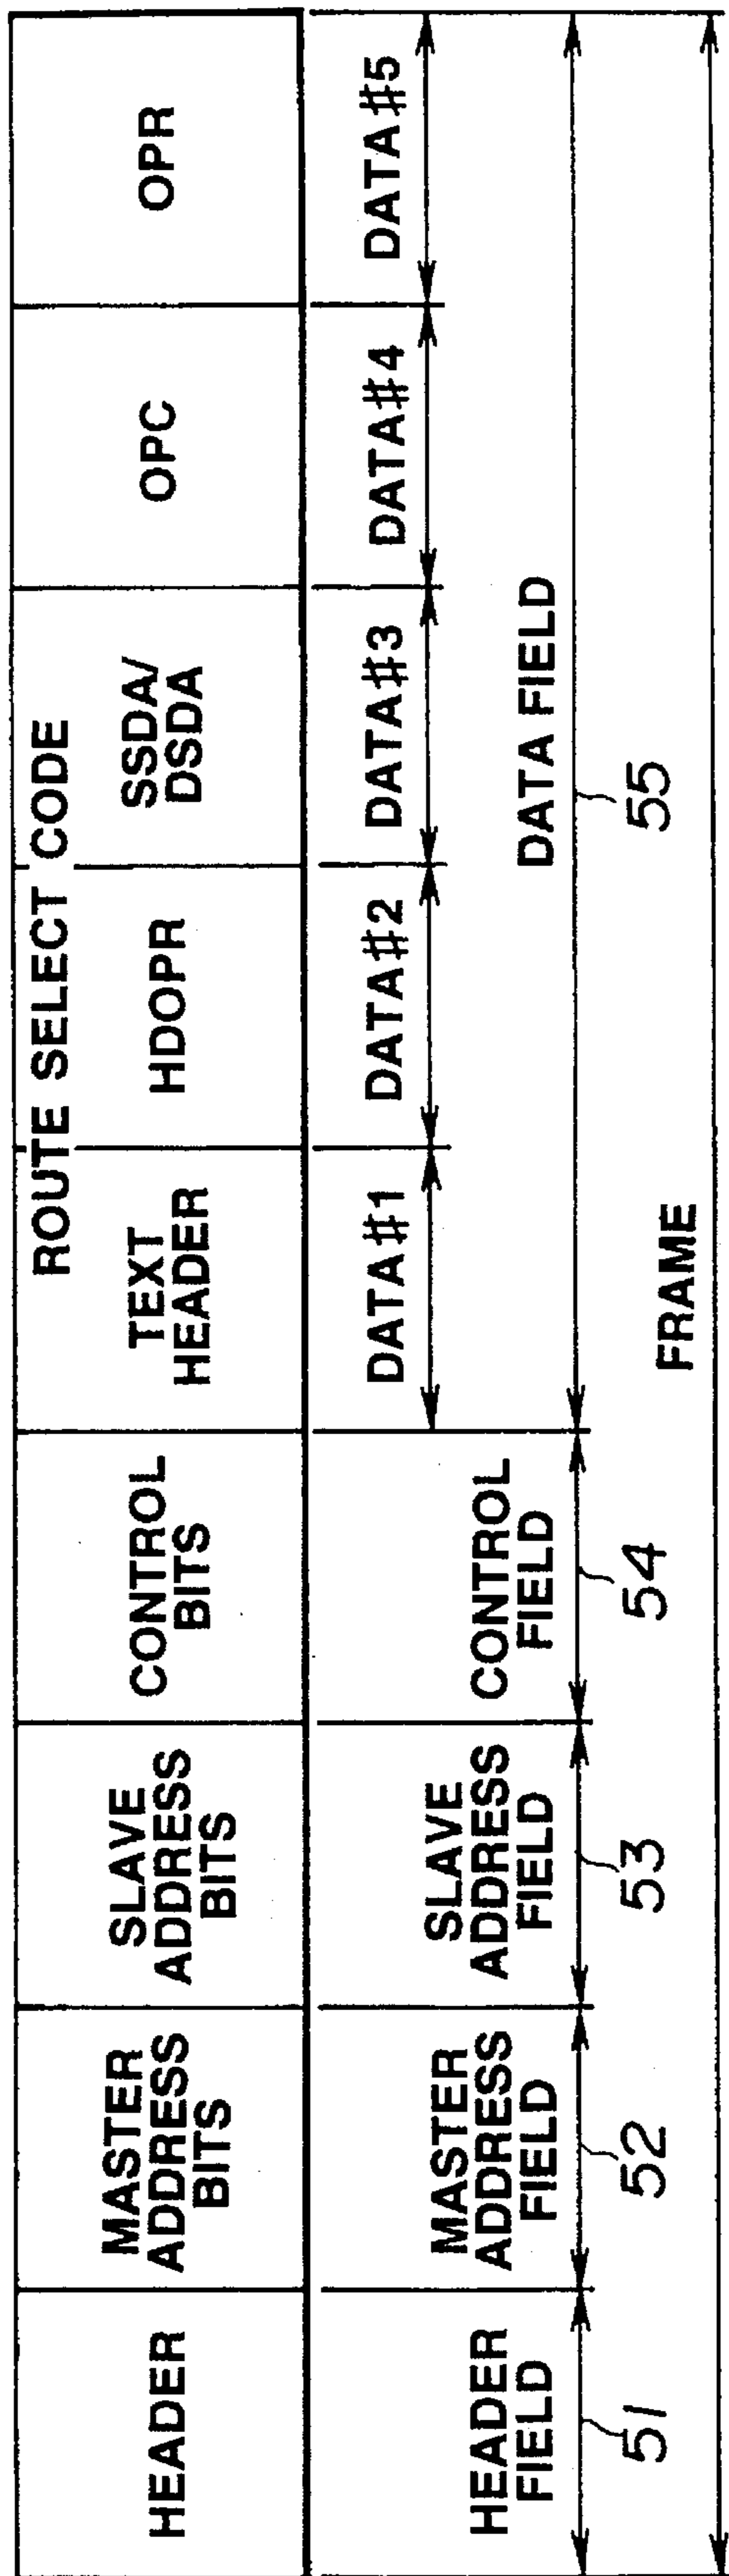 ROUTE SELECT CODE
HEADER
MASTER
ADDRESS
BITS
SLAVE
ADDRESS
BITS
CONTROL
BITS
TEXT
HEADER
HDOPR
SSDA/
DSDA
OPC
OPR
HEADER
FIELD
51
MASTER
ADDRESS
FIELD
52
SLAVE
ADDRESS
FIELD
53
CONTROL
FIELD
54
DATA#1
DATA#2
DATA#3
DATA#4
DATA#5
DATA FIELD
55
FRAME